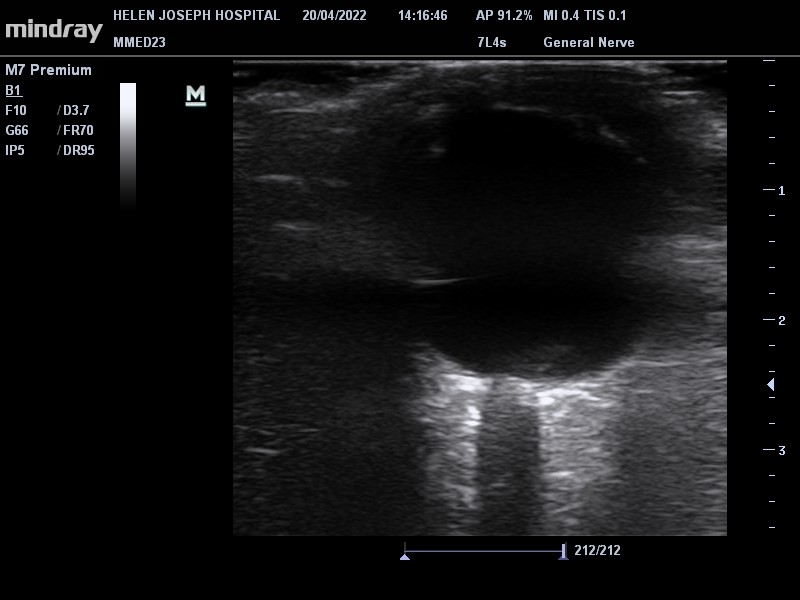 mindray
HELEN JOSEPH HOSPITAL 20/04/2022 14:16:46 AP 91.2% MI 0.4 TIS 0.1
MMED23 7L4s General Nerve
M7 Premium
B1
F10 / D3.7
G66 / FR70
IP5 / DR95
M
1
2
3
212/212